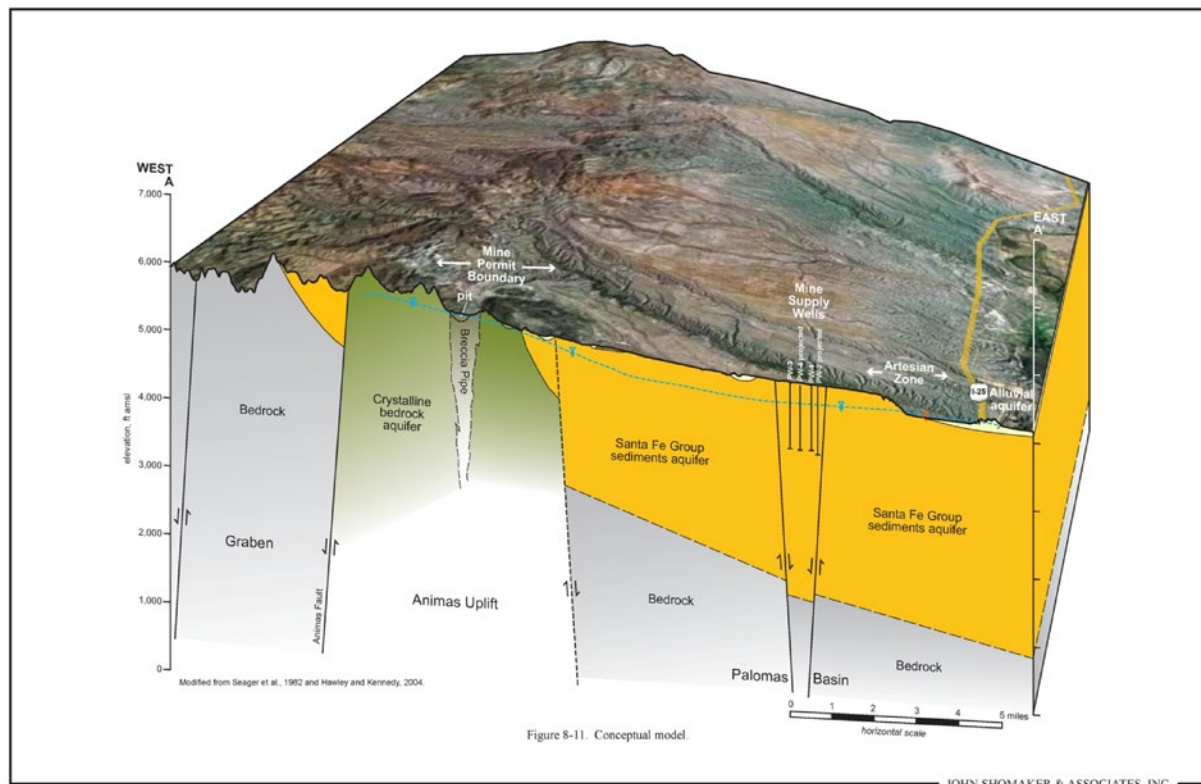 WEST
A
7,000
6,000
5,000
4,000
3,000
2,000
1,000
0
elevation, ft amsl
EAST
A'
Mine
Permit
Boundary
pit
Breccia Pipe
Mine
Supply
Wells
PW-3
PW-1
Artesian
Zone
I-25
Alluvial
aquifer
Bedrock
Crystalline
bedrock
aquifer
Santa Fe Group
sediments aquifer
Santa Fe Group
sediments aquifer
Graben
Animas Fault
Animas Uplift
Bedrock
Bedrock
Palomas Basin
Modified from Seager et al., 1982 and Hawley and Kennedy, 2004.
0 1 2 3 4 5 miles
horizontal scale
Figure 8-11. Conceptual model.
JOHN SHOMAKER & ASSOCIATES, INC.